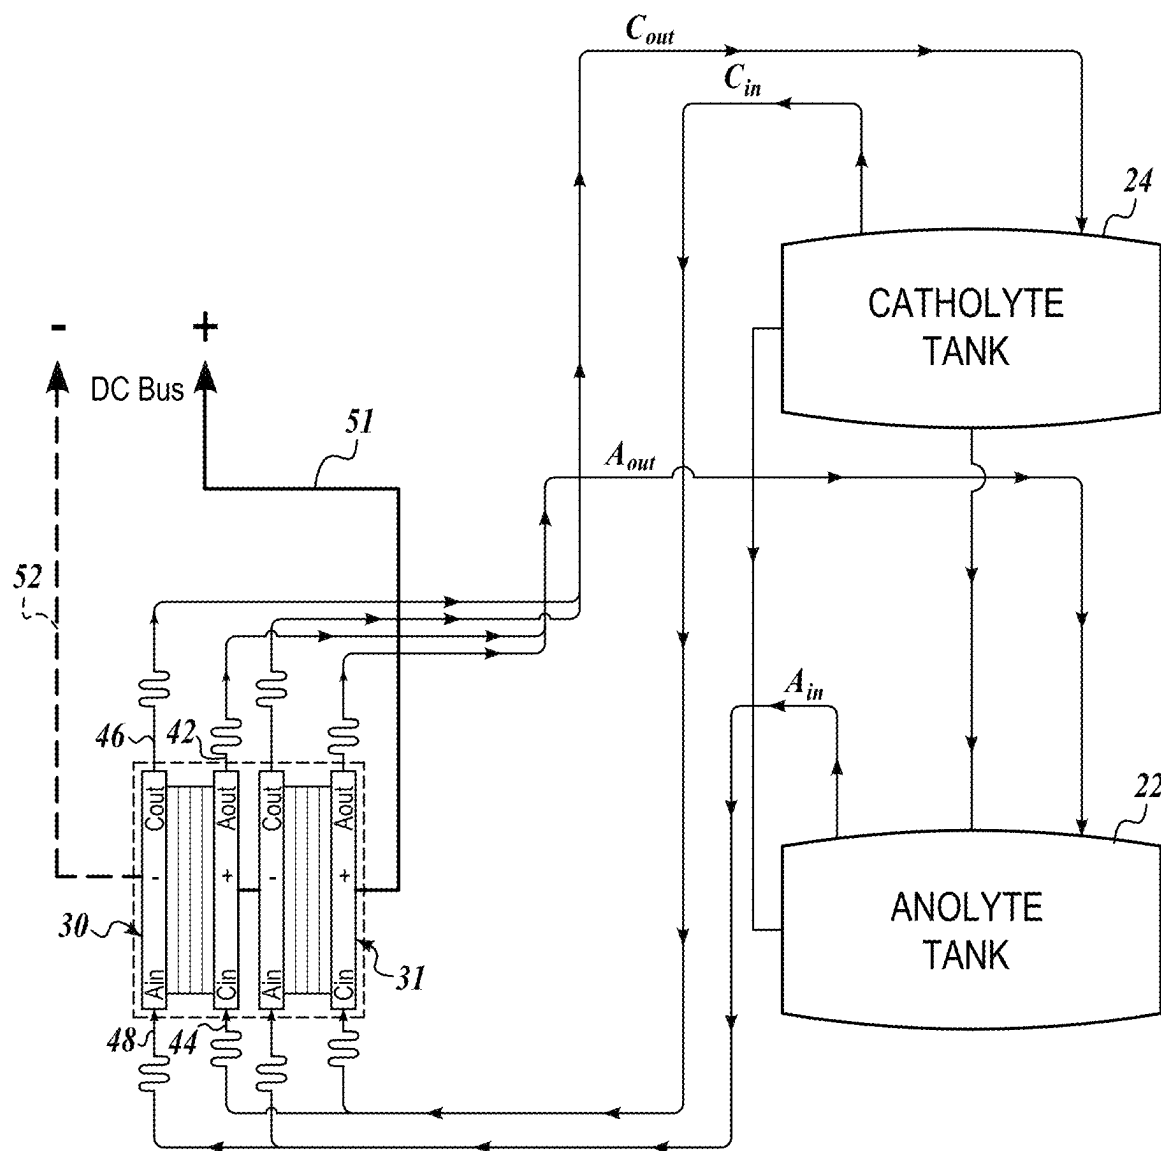 Cout
Cin
24
CATHOLYTE
TANK
- +
DC Bus
51
Aout
52
Ain
46
42
22
Cout Aout Cout Aout
- + - +
ANOLYTE
TANK
30
31
Ain Cin Ain Cin
48
44